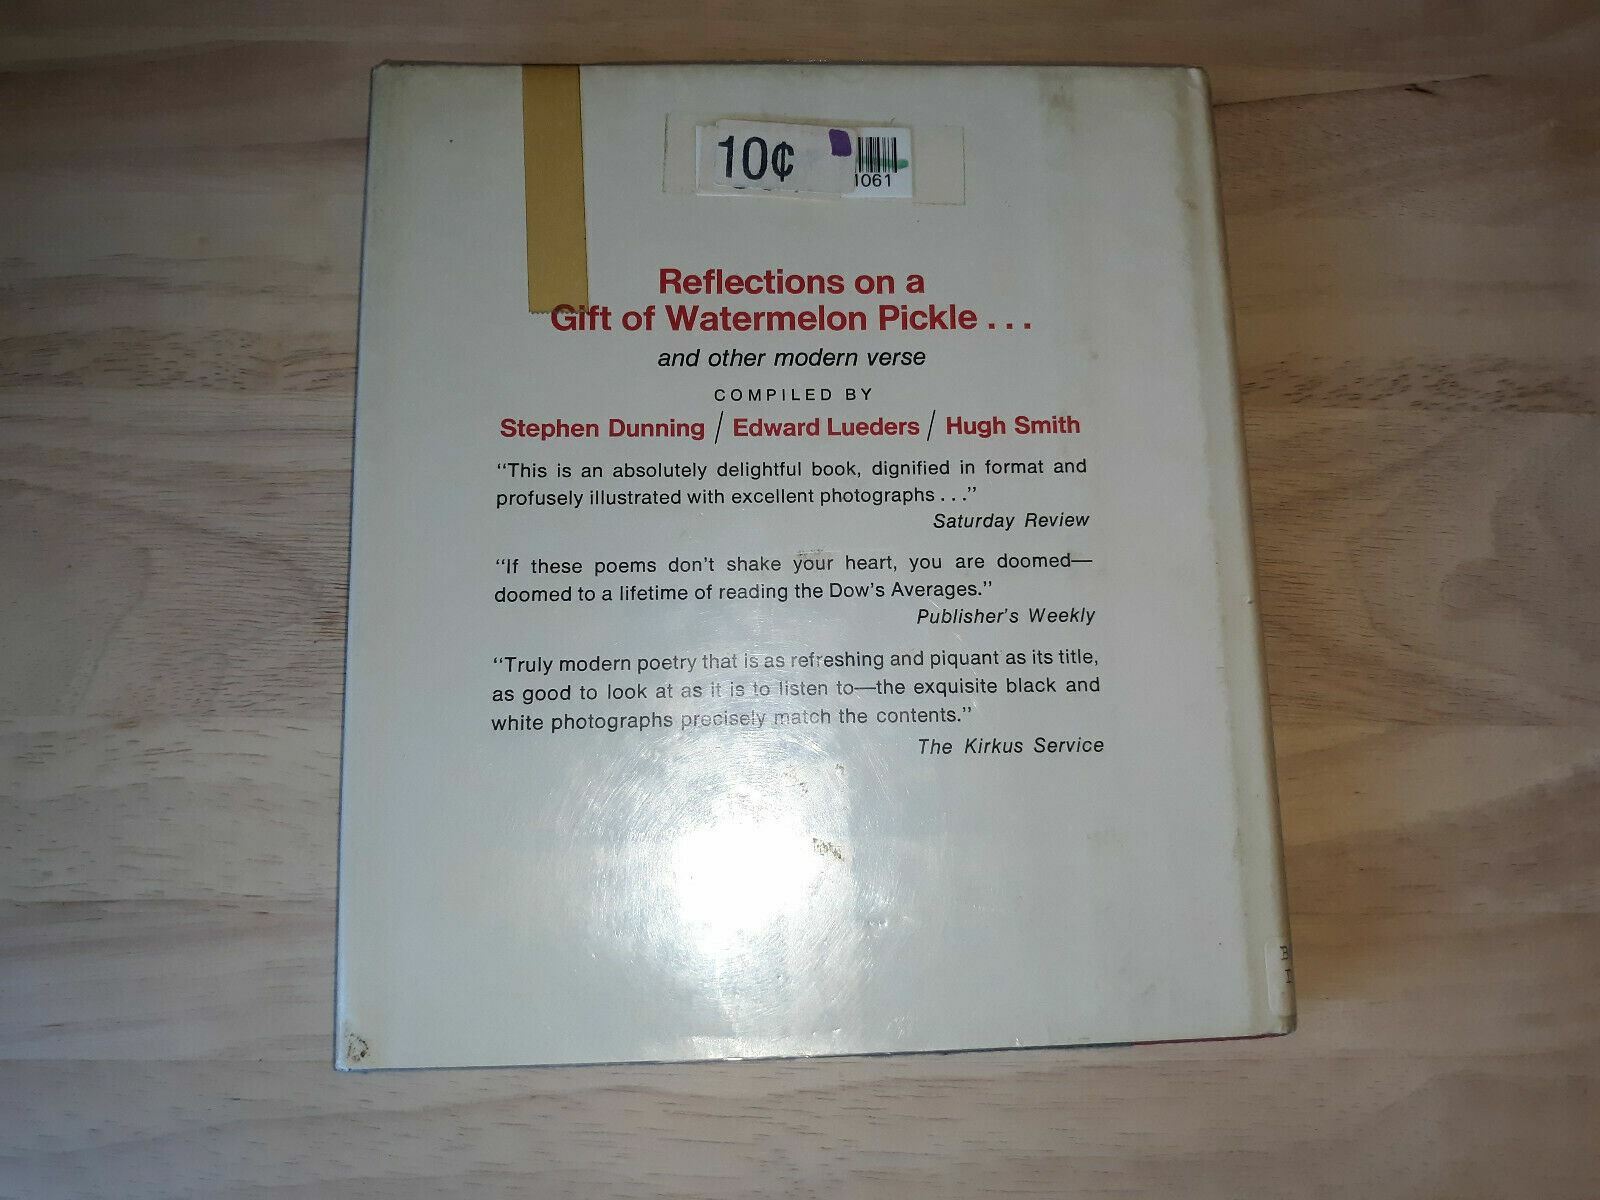 10¢
1061
Reflections on a
Gift of Watermelon Pickle . . .
and other modern verse
COMPILED BY
Stephen Dunning / Edward Lueders / Hugh Smith
"This is an absolutely delightful book, dignified in format and
profusely illustrated with excellent photographs . . ."
Saturday Review
"If these poems don't shake your heart, you are doomed—
doomed to a lifetime of reading the Dow's Averages."
Publisher's Weekly
"Truly modern poetry that is as refreshing and piquant as its title,
as good to look at as it is to listen to—the exquisite black and
white photographs precisely match the contents."
The Kirkus Service